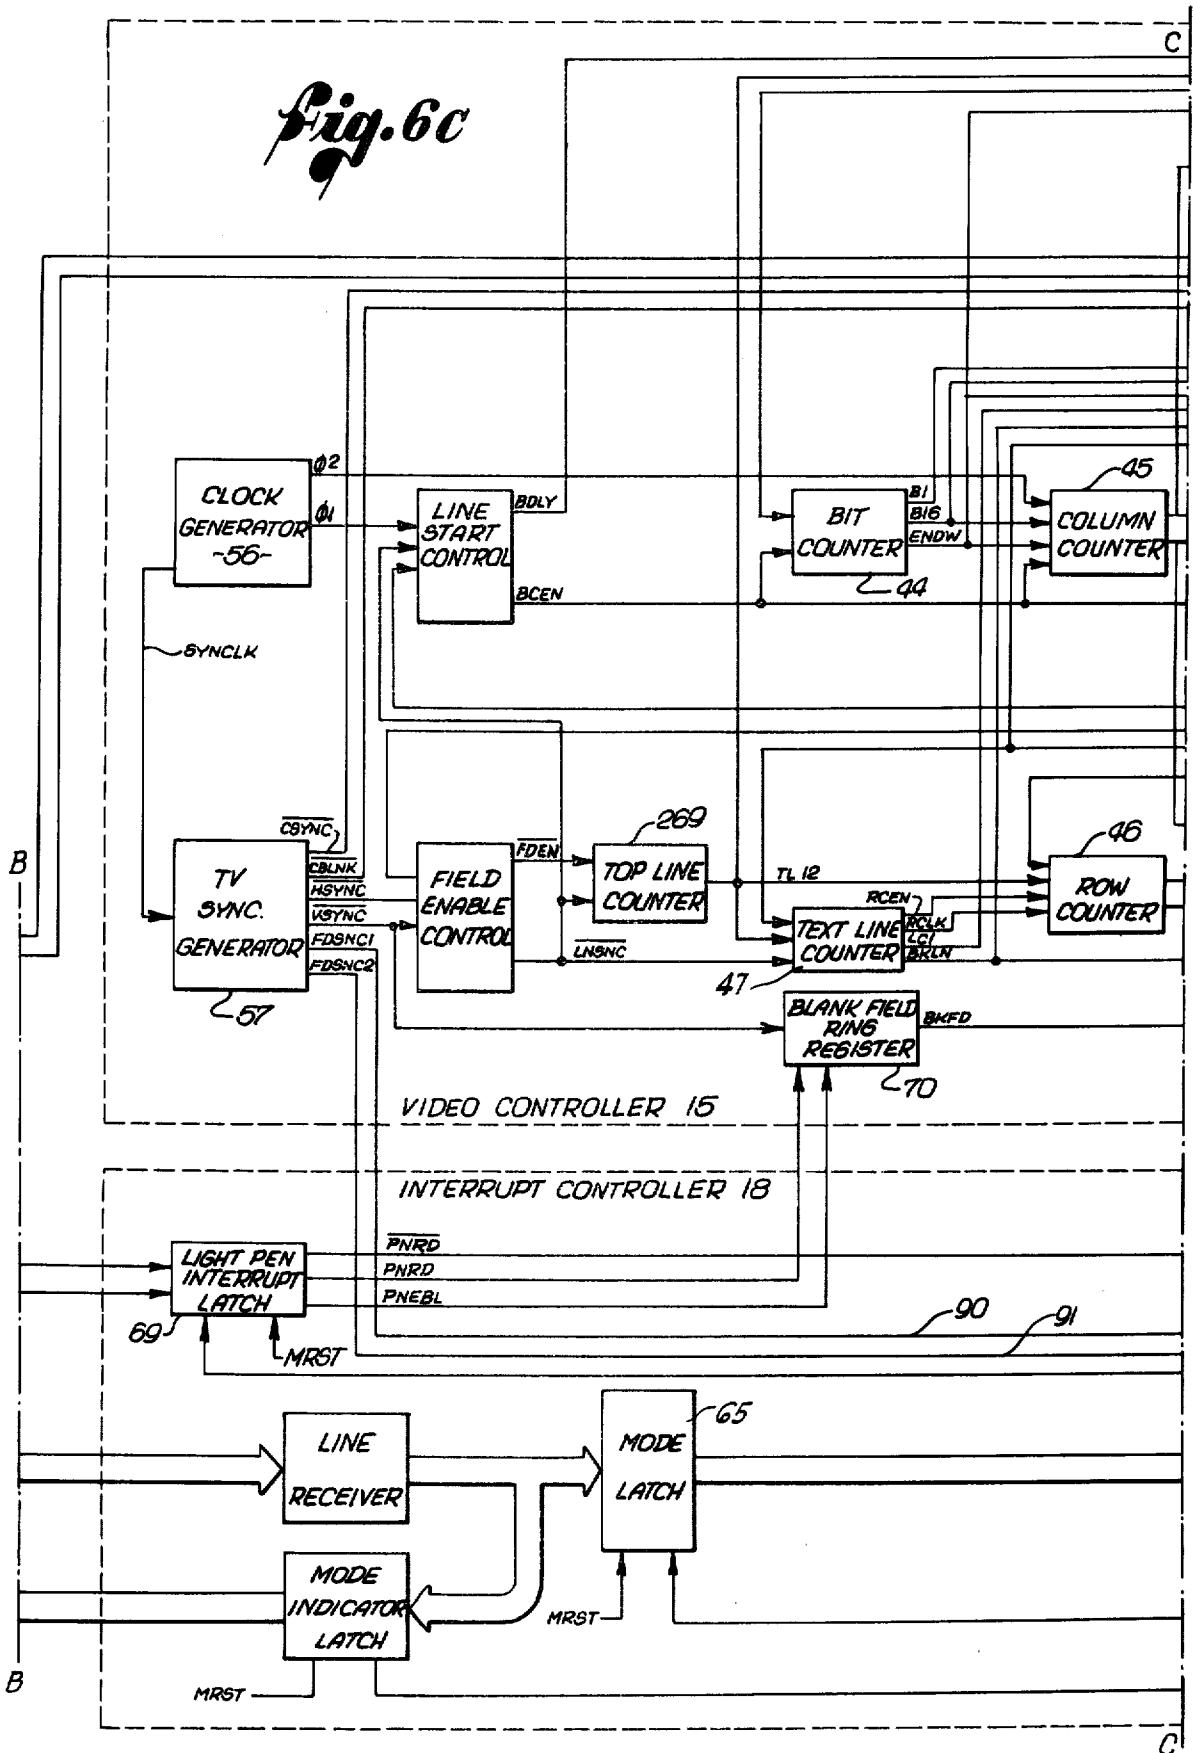 C
Fig. 6c
CLOCK
GENERATOR
-56-
φ2
φ1
LINE
START
CONTROL
BDLY
BCEN
BIT
COUNTER
44
B1
B16
ENDW
45
COLUMN
COUNTER
SYNCLK
B
TV
SYNC.
GENERATOR
57
CSYNC
CBLNK
HSYNC
VSYNC
FDSNC1
FDSNC2
FIELD
ENABLE
CONTROL
FDEN
LNSNC
269
TOP LINE
COUNTER
TL 12
TEXT LINE
COUNTER
47
RCEN
RCLK
LC1
BKLN
46
ROW
COUNTER
BLANK FIELD
RING
REGISTER
70
BKFD
VIDEO CONTROLLER 15
INTERRUPT CONTROLLER 18
LIGHT PEN
INTERRUPT
LATCH
69
PNRD
PNRD
PNEBL
MRST
90
91
LINE
RECEIVER
MODE
LATCH
65
MODE
INDICATOR
LATCH
MRST
MRST
B
C